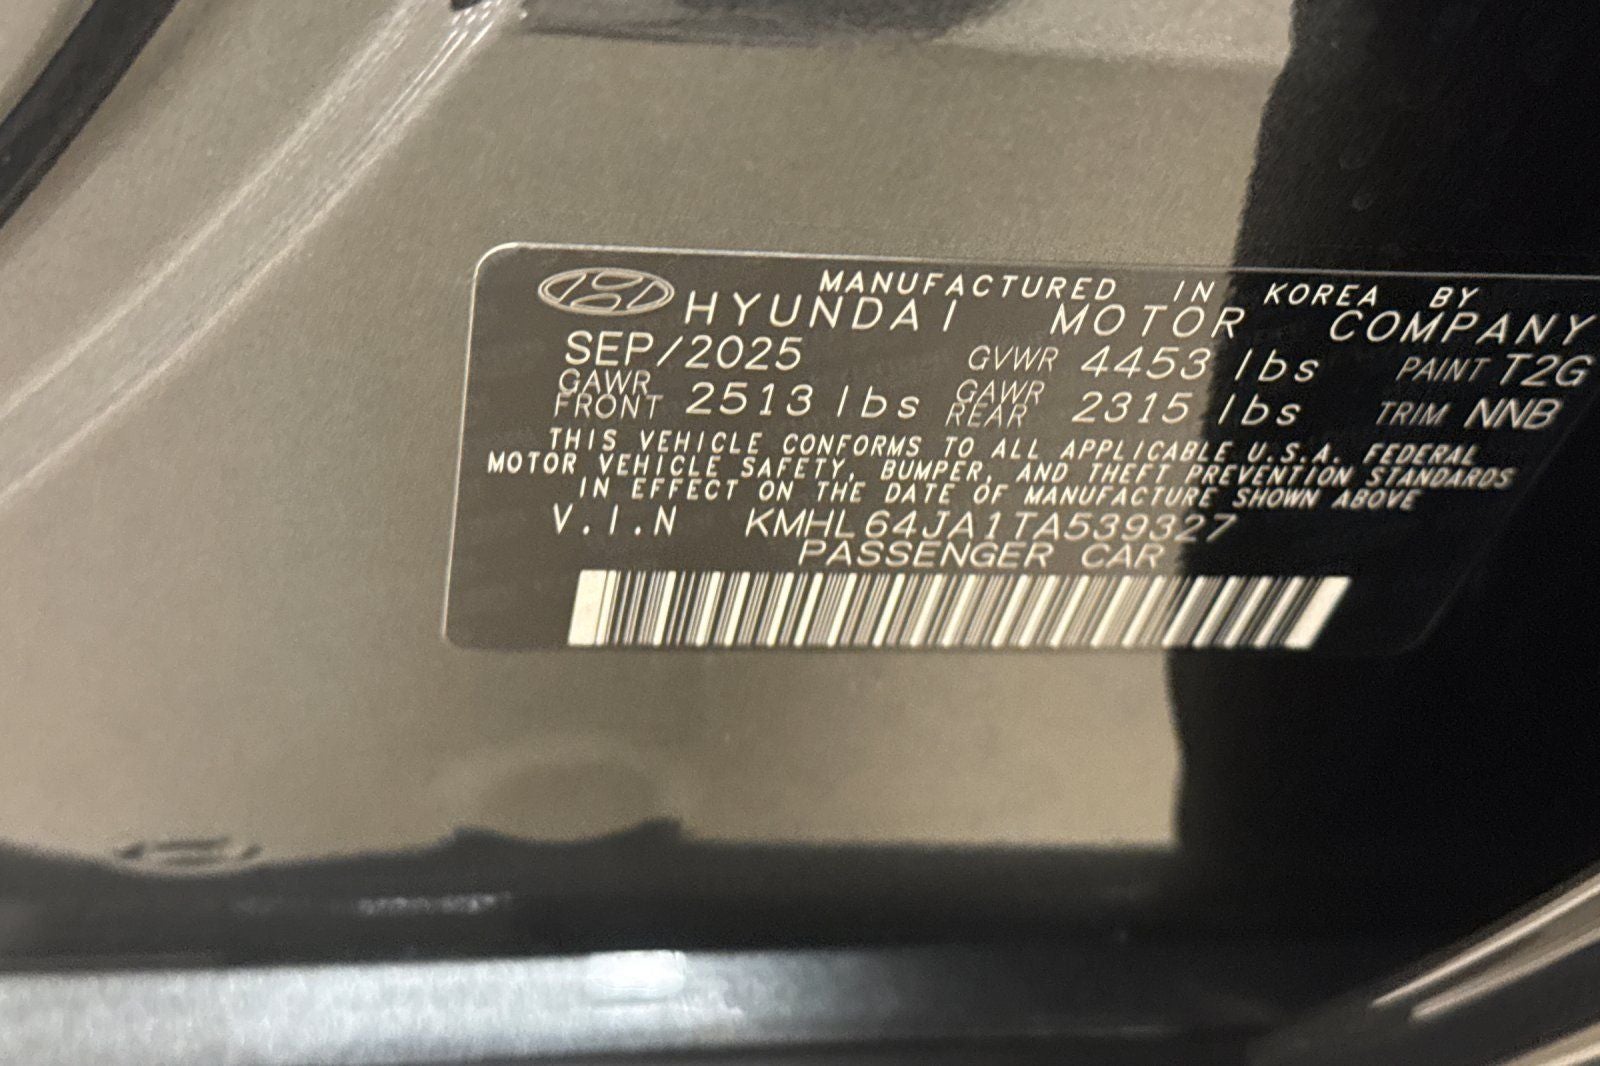 MANUFACTURED IN KOREA BY
HYUNDAI MOTOR COMPANY
SEP/2025 GVWR 4453 lbs PAINT T2G
GAWR FRONT 2513 lbs GAWR REAR 2315 lbs TRIM NNB
THIS VEHICLE CONFORMS TO ALL APPLICABLE U.S.A. FEDERAL
MOTOR VEHICLE SAFETY, BUMPER, AND THEFT PREVENTION STANDARDS
IN EFFECT ON THE DATE OF MANUFACTURE SHOWN ABOVE
V.I.N KMHL64JA1TA539327
PASSENGER CAR